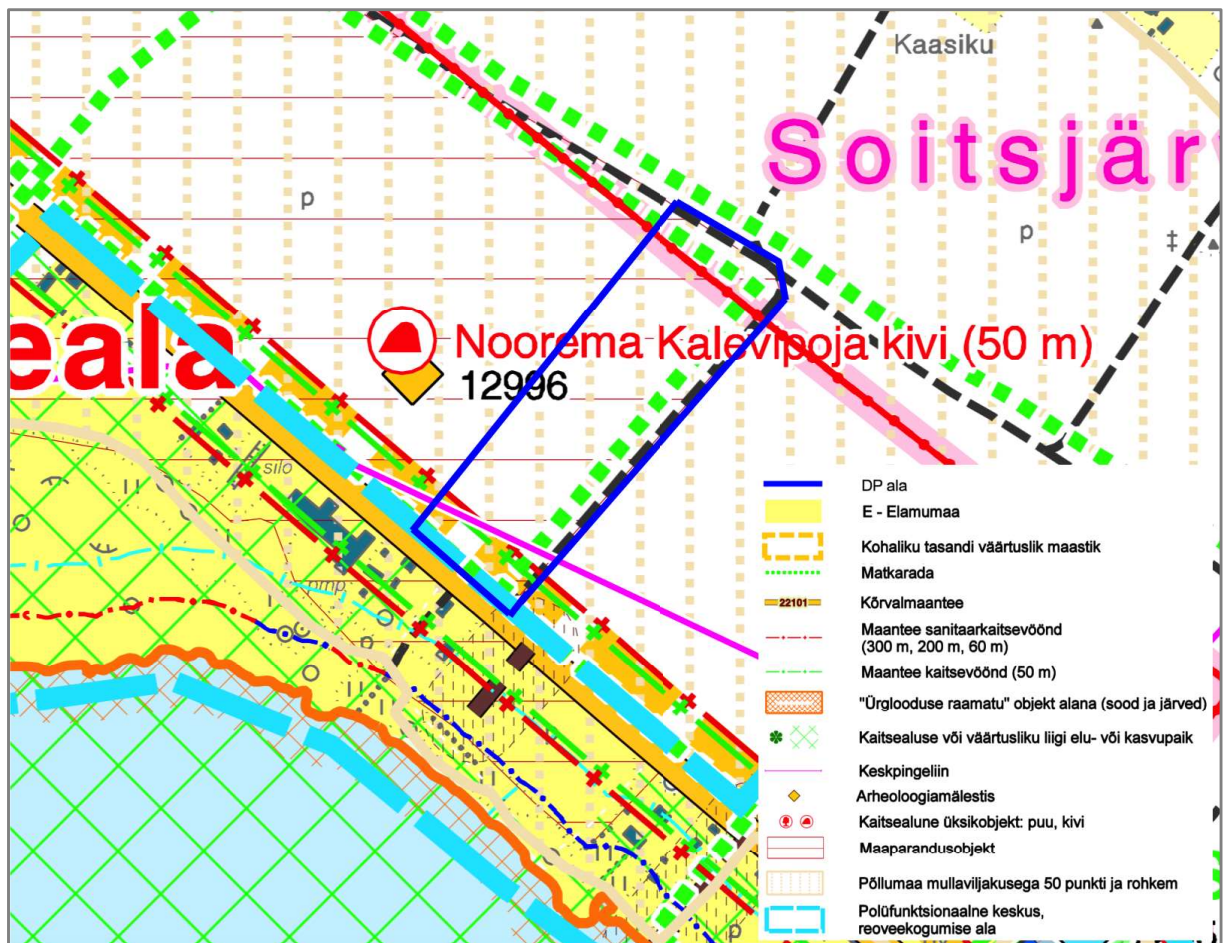 Kaasiku
Soitsjär
p
p
eala
Noorema Kalevipoja kivi (50 m)
12996
silo
pmp
p
DP ala
E - Elamumaa
Kohaliku tasandi väärtuslik maastik
Matkarada
22101
Kõrvalmaantee
Maantee sanitaarkaitsevöönd
(300 m, 200 m, 60 m)
Maantee kaitsevöönd (50 m)
"Ürglooduse raamatu" objekt alana (sood ja järved)
Kaitsealuse või väärtusliku liigi elu- või kasvupaik
Keskpingeliin
Arheoloogiamälestis
Kaitsealune üksikobjekt: puu, kivi
Maaparandusobjekt
Põllumaa mullaviljakusega 50 punkti ja rohkem
Polüfunktsionaalne keskus,
reoveekogumise ala
p